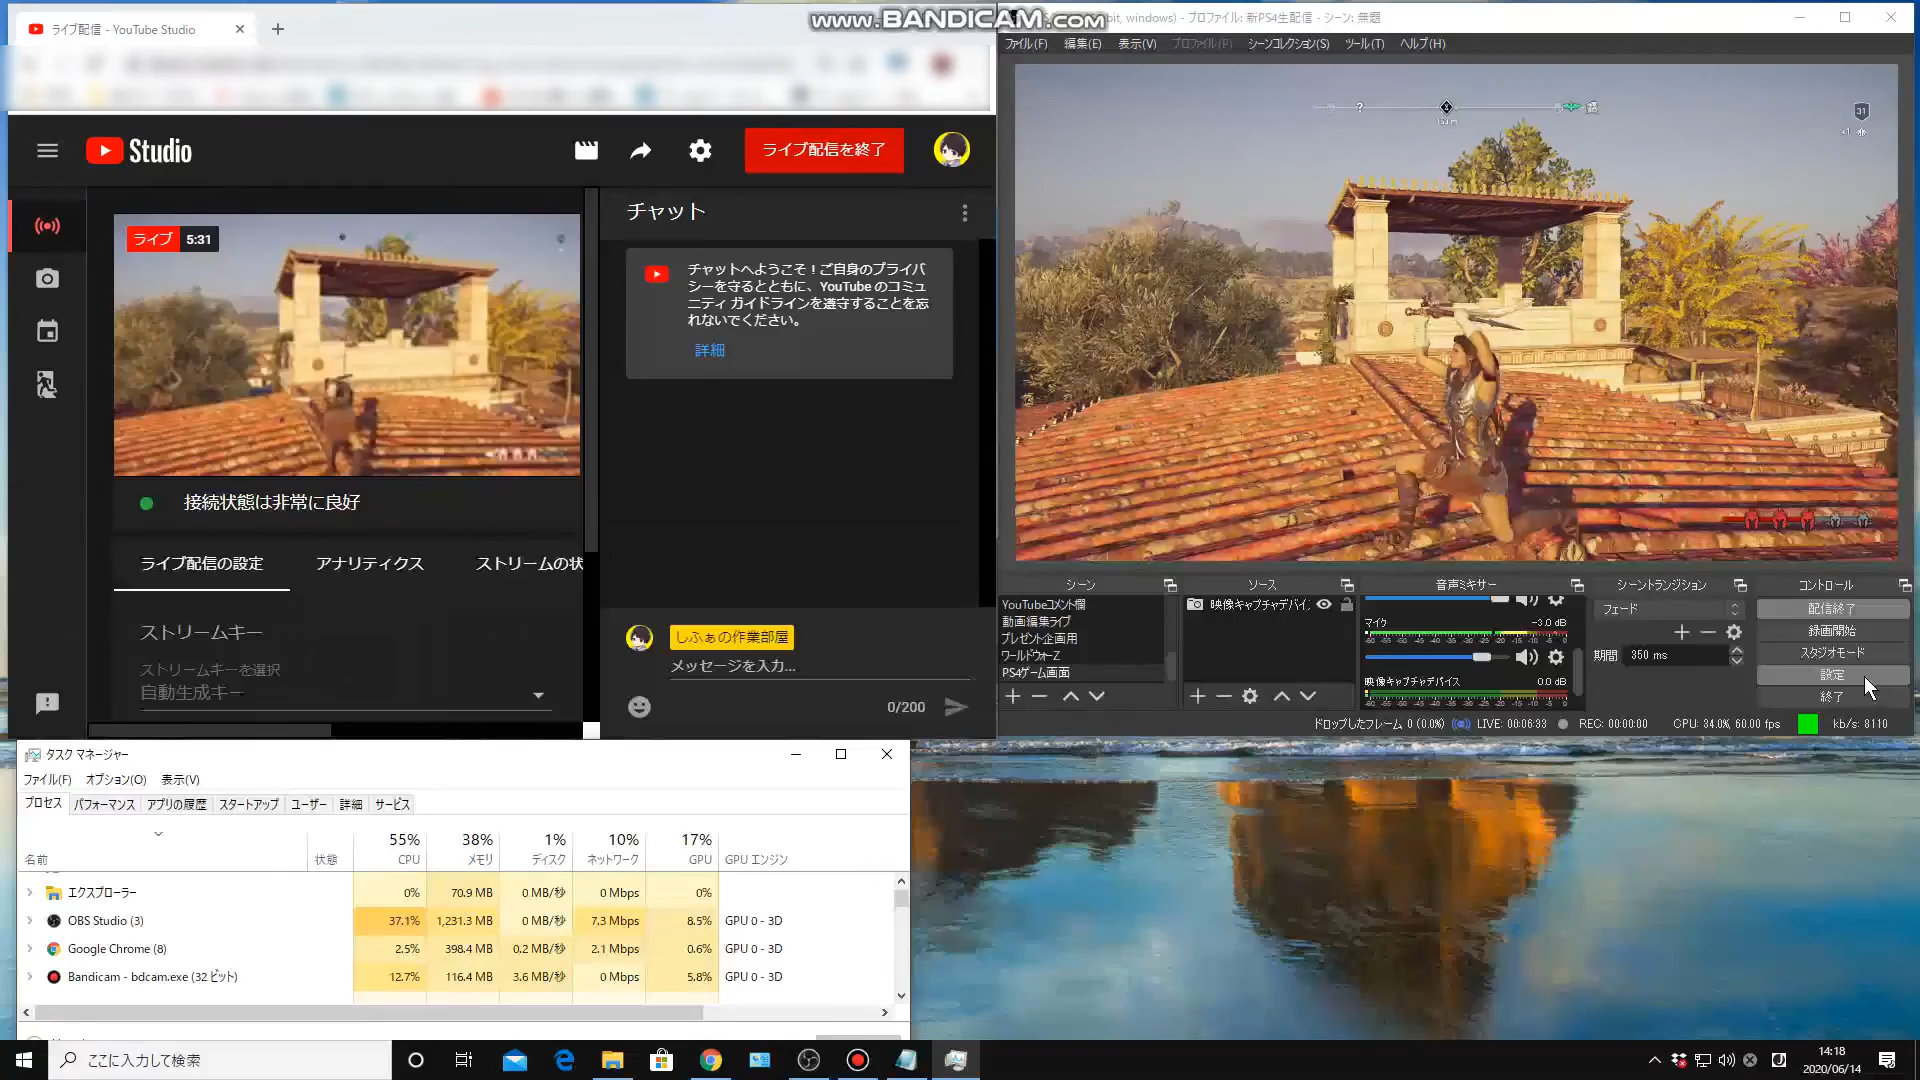 ライブ配信 - YouTube Studio
www.BANDICAM.com
bit, windows) - プロファイル: 新PS4生配信 - シーン: 無題
ファイル(F) 編集(E) 表示(V) プロファイル(P) シーンコレクション(S) ツール(T) ヘルプ(H)
Studio
ライブ配信を終了
ライブ 5:31
チャット
チャットへようこそ！ご自身のプライバ
シーを守るとともに、YouTube のコミュ
ニティ ガイドラインを遵守することを忘
れないでください。
詳細
接続状態は非常に良好
ライブ配信の設定 アナリティクス ストリームの状
ストリームキー
ストリームキーを選択
自動生成キー
しふぁの作業部屋
メッセージを入力...
0/200
?
31
+1
シーン ソース 音声ミキサー シーントランジション コントロール
YouTubeコメント欄
動画編集ライブ
プレゼント企画用
ワールドウォーZ
PS4ゲーム画面
映像キャプチャデバイ
マイク -3.0 dB
-60 -55 -50 -45 -40 -35 -30 -25 -20 -15 -10 -5 0
映像キャプチャデバイス 0.0 dB
-60 -55 -50 -45 -40 -35 -30 -25 -20 -15 -10 -5 0
フェード
期間 350 ms
配信終了
録画開始
スタジオモード
設定
終了
ドロップしたフレーム 0 (0.0%) LIVE: 00:06:33 REC: 00:00:00 CPU: 34.0%, 60.00 fps kb/s: 8110
タスク マネージャー
ファイル(F) オプション(O) 表示(V)
プロセス パフォーマンス アプリの履歴 スタートアップ ユーザー 詳細 サービス
55% 38% 1% 10% 17%
名前 状態 CPU メモリ ディスク ネットワーク GPU GPU エンジン
エクスプローラー 0% 70.9 MB 0 MB/秒 0 Mbps 0%
OBS Studio (3) 37.1% 1,231.3 MB 0 MB/秒 7.3 Mbps 8.5% GPU 0 - 3D
Google Chrome (8) 2.5% 398.4 MB 0.2 MB/秒 2.1 Mbps 0.6% GPU 0 - 3D
Bandicam - bdcam.exe (32 ビット) 12.7% 116.4 MB 3.6 MB/秒 0 Mbps 5.8% GPU 0 - 3D
ここに入力して検索
14:18
2020/06/14